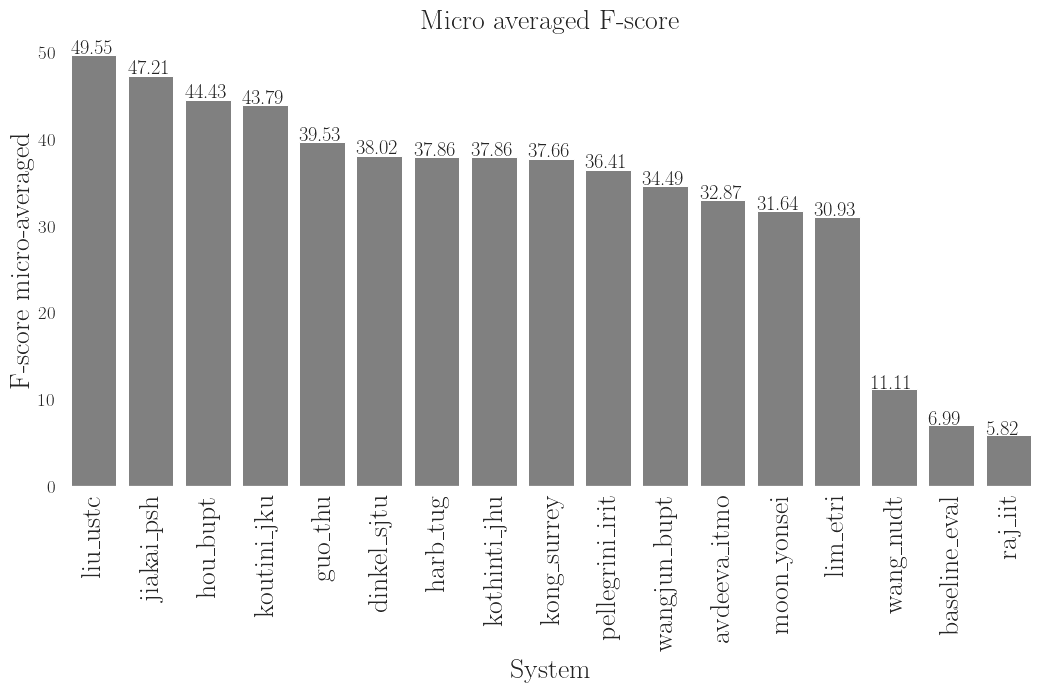 Micro averaged F-score
F-score micro-averaged
50
40
30
20
10
0
49.55
47.21
44.43
43.79
39.53
38.02
37.86
37.86
37.66
36.41
34.49
32.87
31.64
30.93
11.11
6.99
5.82
liu_ustc
jiakai_psh
hou_bupt
koutini_jku
guo_thu
dinkel_sjtu
harb_tug
kothinti_jhu
kong_surrey
pellegrini_irit
wangjun_bupt
avdeeva_itmo
moon_yonsei
lim_etri
wang_nudt
baseline_eval
raj_iit
System